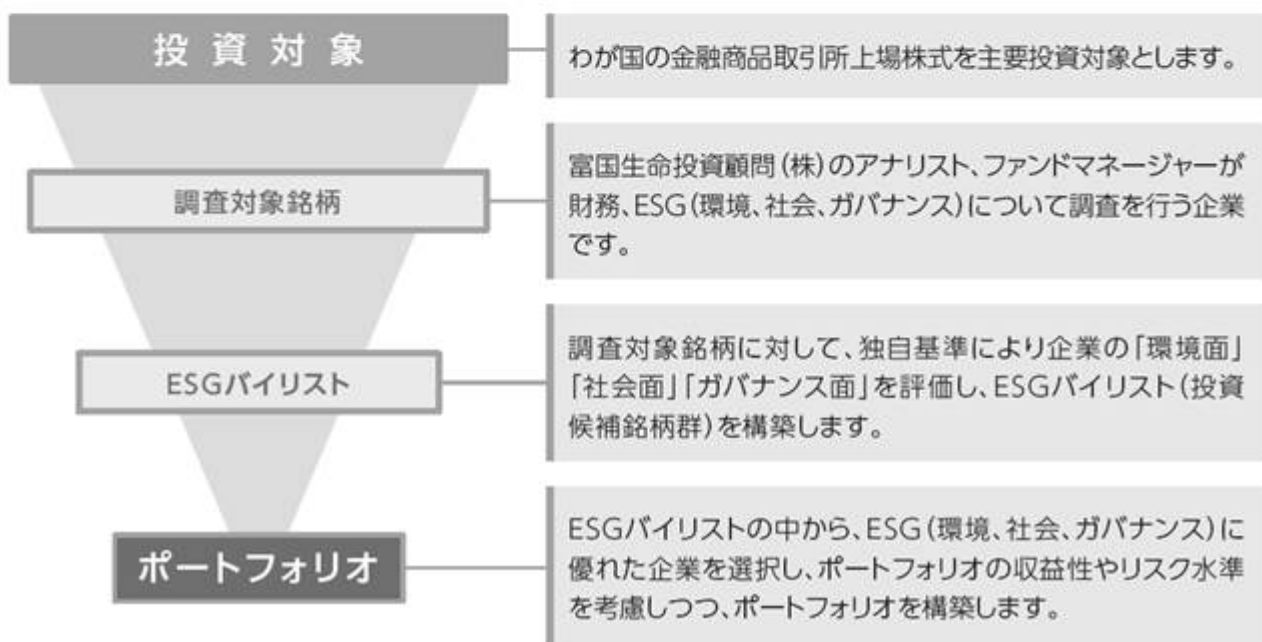 投資対象
わが国の金融商品取引所上場株式を主要投資対象とします。
調査対象銘柄
富国生命投資顧問(株)のアナリスト、ファンドマネージャーが
財務、ESG(環境、社会、ガバナンス)について調査を行う企業
です。
ESGバイリスト
調査対象銘柄に対して、独自基準により企業の「環境面」
「社会面」「ガバナンス面」を評価し、ESGバイリスト(投資
候補銘柄群)を構築します。
ポートフォリオ
ESGバイリストの中から、ESG(環境、社会、ガバナンス)に
優れた企業を選択し、ポートフォリオの収益性やリスク水準
を考慮しつつ、ポートフォリオを構築します。